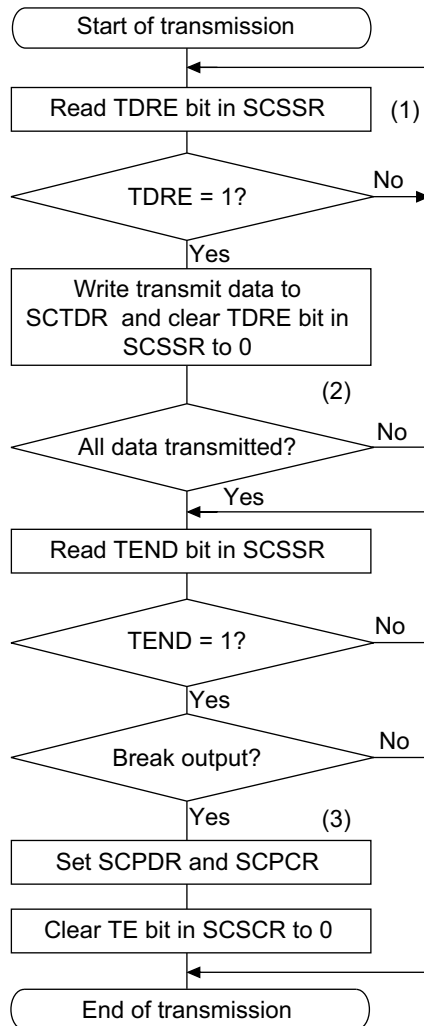 Start of transmission
Read TDRE bit in SCSSR
(1)
TDRE = 1?
No
Yes
Write transmit data to
SCTDR and clear TDRE bit in
SCSSR to 0
(2)
All data transmitted?
No
Yes
Read TEND bit in SCSSR
TEND = 1?
No
Yes
Break output?
No
Yes
(3)
Set SCPDR and SCPCR
Clear TE bit in SCSCR to 0
End of transmission